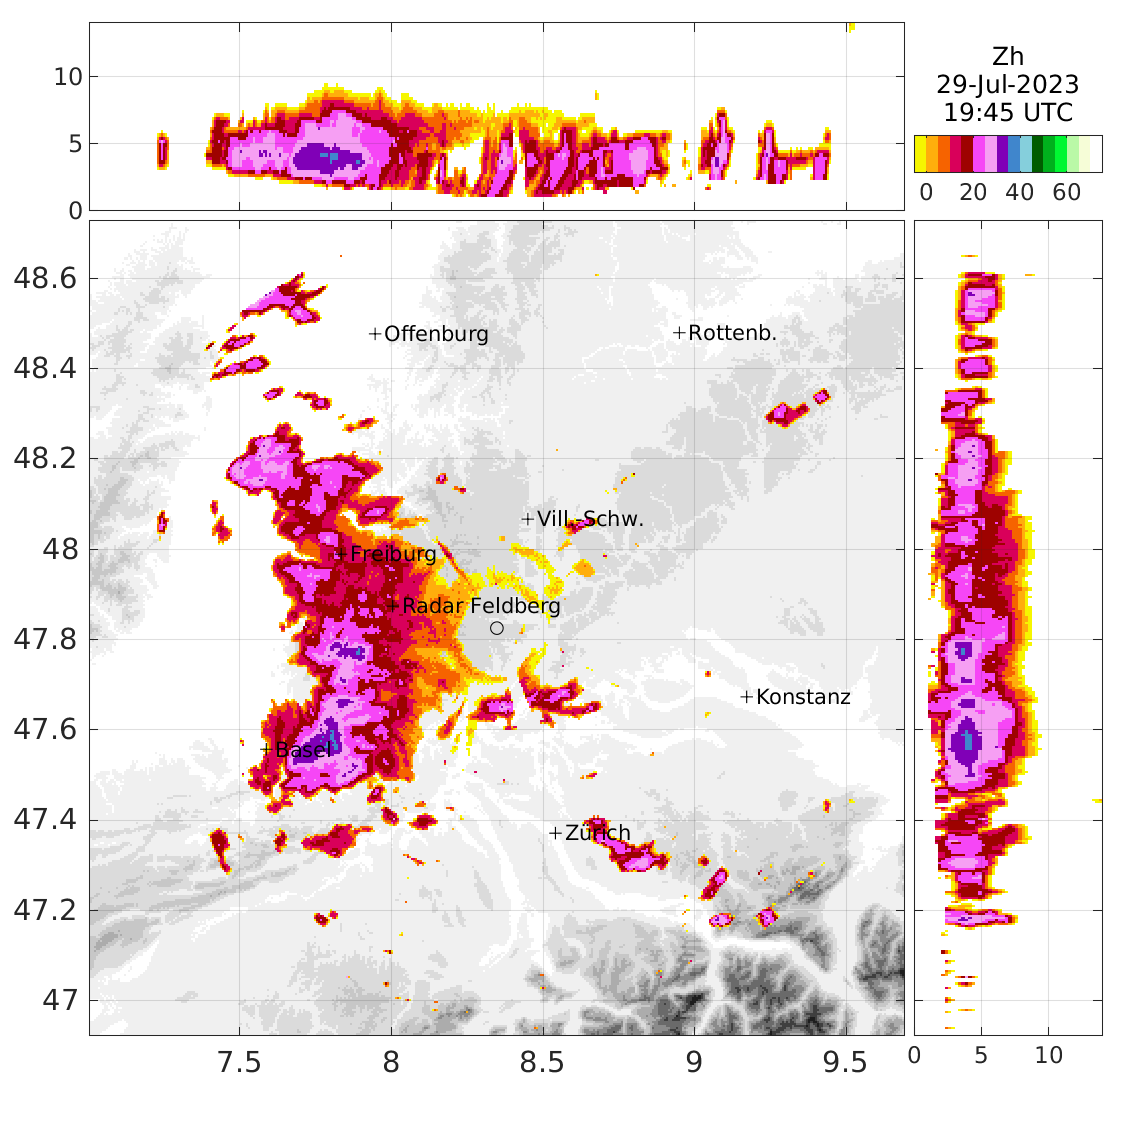 10
5
0
Zh
29-Jul-2023
19:45 UTC
0 20 40 60
48.6
48.4
48.2
48
47.8
47.6
47.4
47.2
47
+Offenburg
+Rottenb.
+Vill.-Schw.
+Freiburg
+Radar Feldberg
+Konstanz
+Basel
+Zürich
7.5 8 8.5 9 9.5
0 5 10